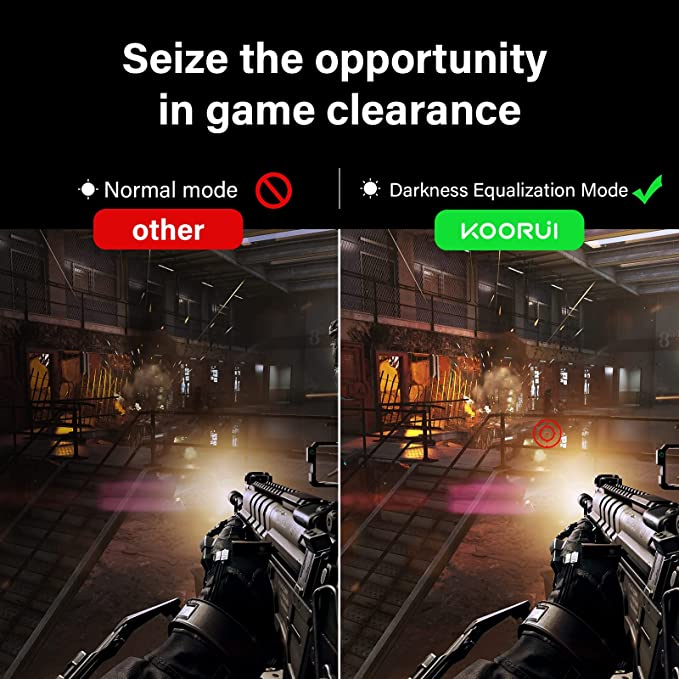 Seize the opportunity
in game clearance
Normal mode
Darkness Equalization Mode
other
KOORUI